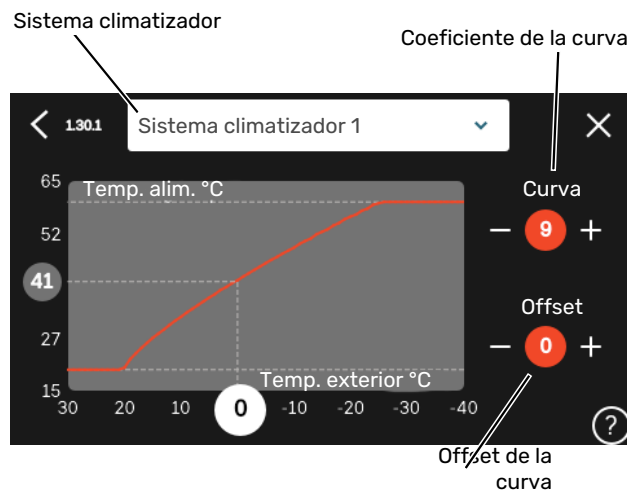 Sistema climatizador
Coeficiente de la curva
1.30.1
Sistema climatizador 1
65
Temp. alim. °C
Curva
52
9
41
Offset
27
0
Temp. exterior °C
15
30 20 10 0 -10 -20 -30 -40
?
Offset de la
curva